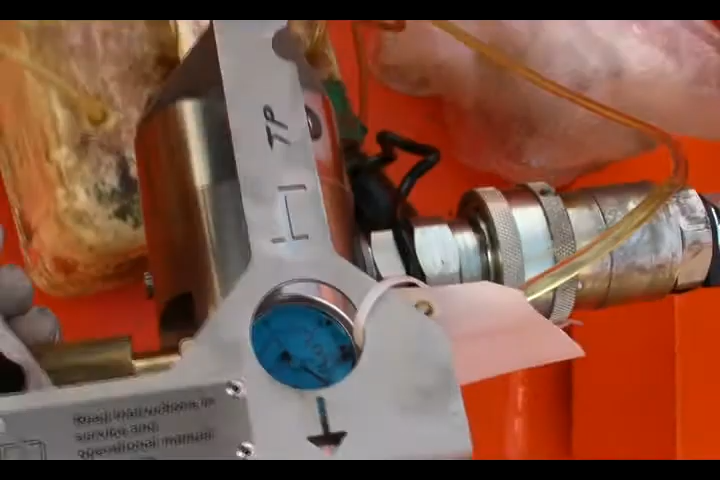 TP
Read instructions in
service and
operational manual